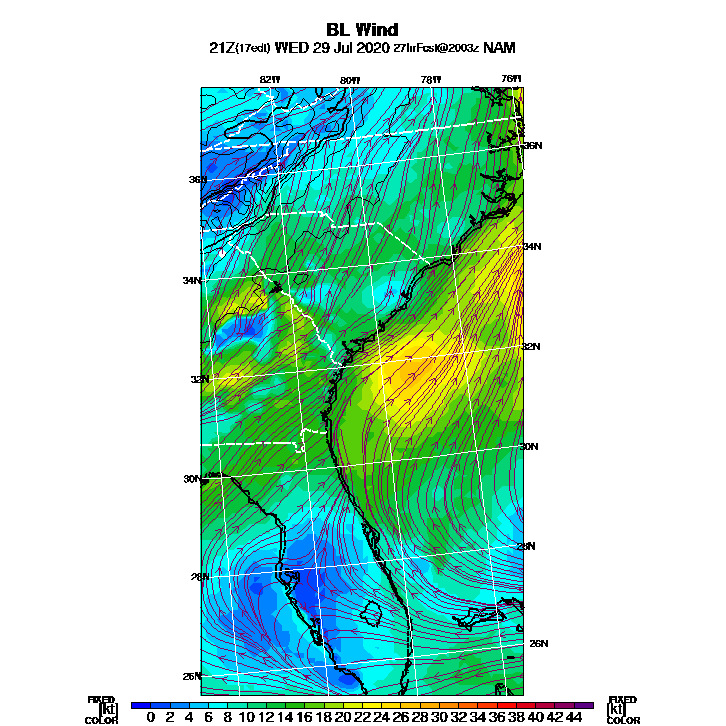 BL Wind
21Z(17edt) WED 29 Jul 2020 27hrFcst@2003z NAM
82W 80W 78W 76W
36N
36N
34N
34N
32N
32N
30N
30N
28N
28N
26N
26N
FIXED FIXED
[kt] 0 2 4 6 8 10 12 14 16 18 20 22 24 26 28 30 32 34 36 38 40 42 44 [kt]
COLOR COLOR